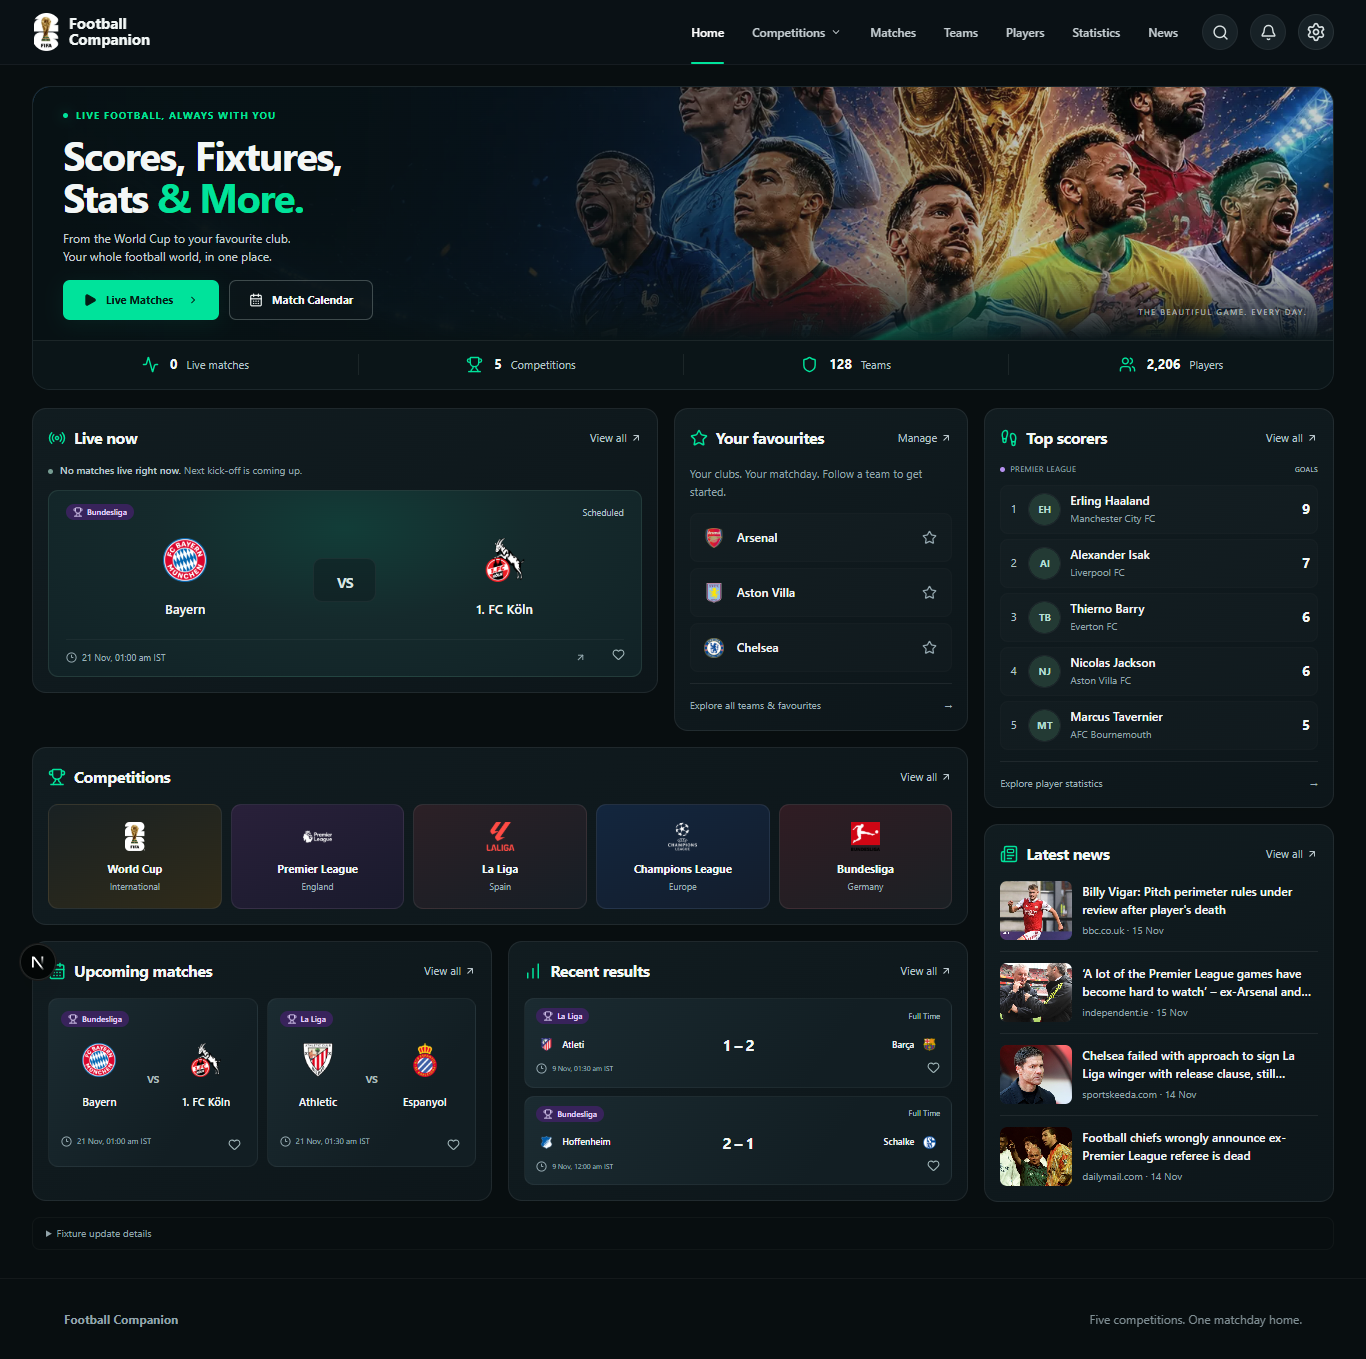 FIFA
Football
Companion
Home
Competitions
Matches
Teams
Players
Statistics
News
LIVE FOOTBALL, ALWAYS WITH YOU
Scores, Fixtures,
Stats & More.
From the World Cup to your favourite club.
Your whole football world, in one place.
Live Matches
Match Calendar
THE BEAUTIFUL GAME. EVERY DAY.
0 Live matches
5 Competitions
128 Teams
2,206 Players
Live now
View all
No matches live right now. Next kick-off is coming up.
Bundesliga
Scheduled
FC BAYERN
MÜNCHEN
Bayern
VS
1. FC Köln
21 Nov, 01:00 am IST
Your favourites
Manage
Your clubs. Your matchday. Follow a team to get
started.
Arsenal
Aston Villa
Chelsea
Explore all teams & favourites →
Top scorers
View all
PREMIER LEAGUE
GOALS
1 EH Erling Haaland 9
Manchester City FC
2 AI Alexander Isak 7
Liverpool FC
3 TB Thierno Barry 6
Everton FC
4 NJ Nicolas Jackson 6
Aston Villa FC
5 MT Marcus Tavernier 5
AFC Bournemouth
Explore player statistics →
Competitions
View all
FIFA
World Cup
International
Premier
League
Premier League
England
LALIGA
La Liga
Spain
CHAMPIONS
LEAGUE
Champions League
Europe
Bundesliga
Germany
Latest news
View all
Billy Vigar: Pitch perimeter rules under
review after player's death
bbc.co.uk · 15 Nov
‘A lot of the Premier League games have
become hard to watch’ – ex-Arsenal and...
independent.ie · 15 Nov
Chelsea failed with approach to sign La
Liga winger with release clause, still...
sportskeeda.com · 14 Nov
Football chiefs wrongly announce ex-
Premier League referee is dead
dailymail.com · 14 Nov
N
Upcoming matches
View all
Bundesliga
Bayern
VS
1. FC Köln
21 Nov, 01:00 am IST
La Liga
Athletic
VS
Espanyol
21 Nov, 01:30 am IST
Recent results
View all
La Liga
Full Time
Atleti
1 – 2
Barça
9 Nov, 01:30 am IST
Bundesliga
Full Time
Hoffenheim
2 – 1
Schalke
9 Nov, 12:00 am IST
Fixture update details
Football Companion
Five competitions. One matchday home.